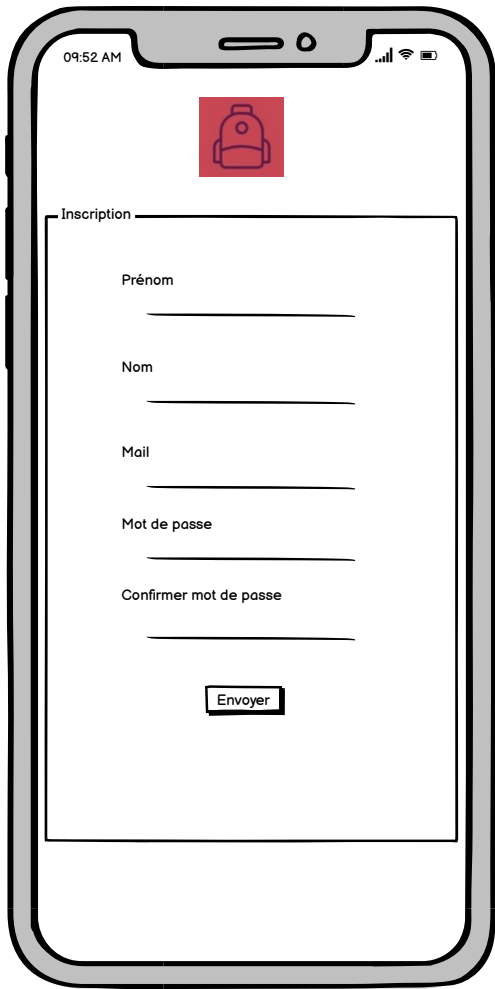 09:52 AM
Inscription
Prénom
Nom
Mail
Mot de passe
Confirmer mot de passe
Envoyer